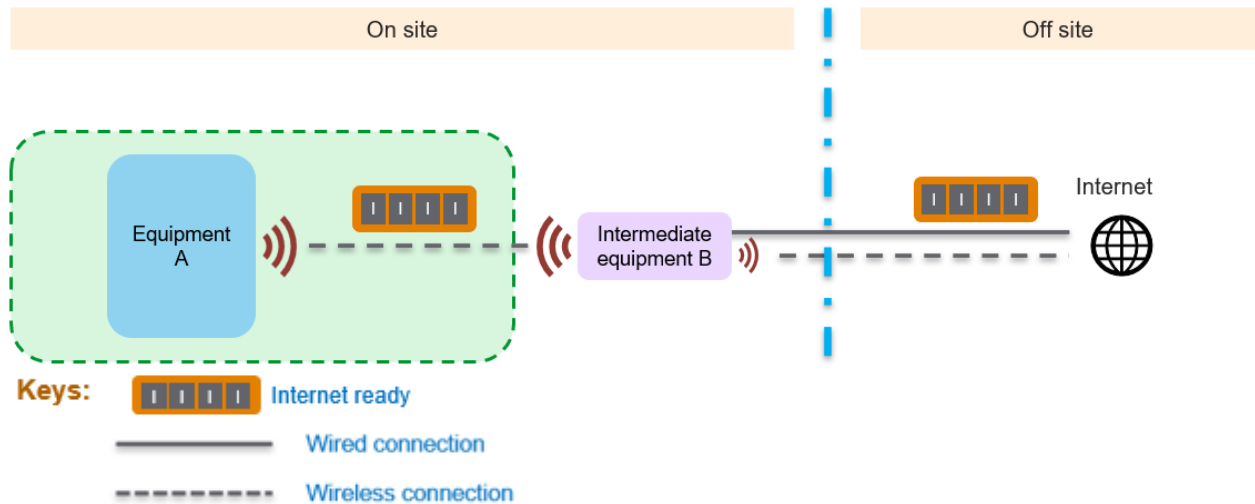 On site
Off site
I I I I
I I I I
Internet
Equipment
A
Intermediate
equipment B
Keys:
I I I I
Internet ready
Wired connection
Wireless connection